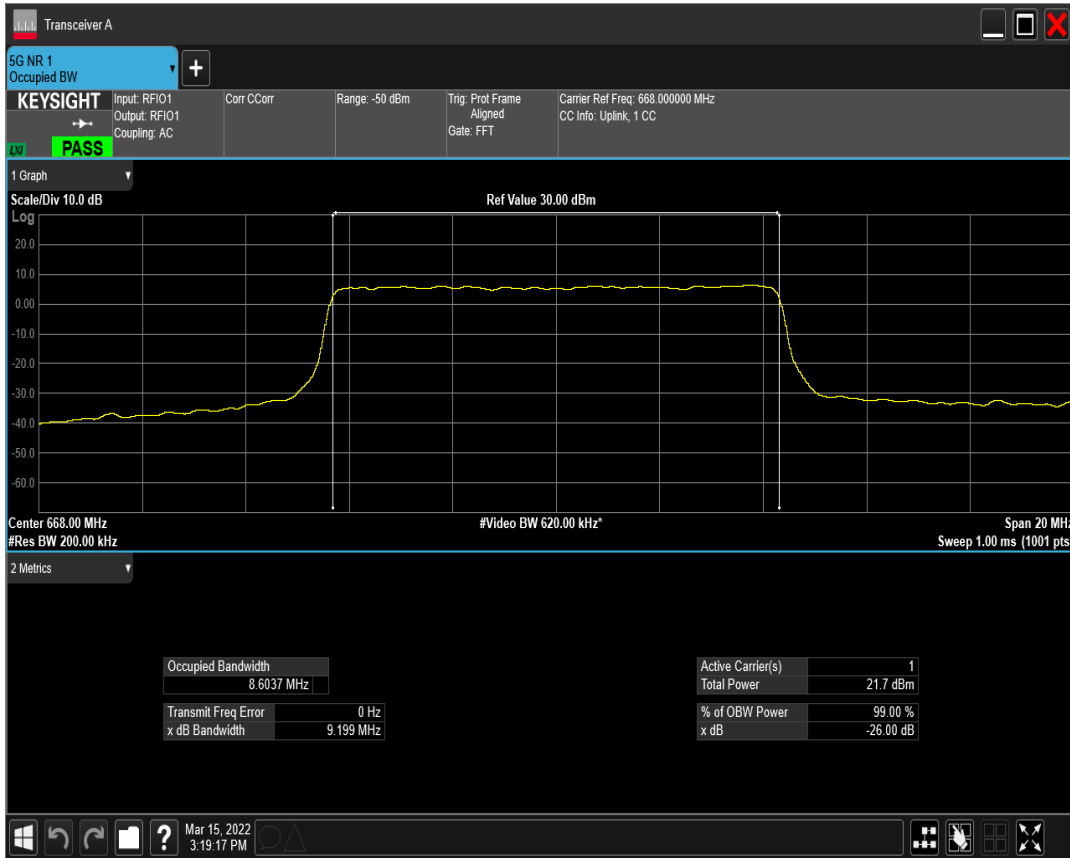 Transceiver A
5G NR 1
Occupied BW
KEYSIGHT
LXI
PASS
Input: RFIO1
Output: RFIO1
Coupling: AC
Corr CCorr
Range: -50 dBm
Trig: Prot Frame
Aligned
Gate: FFT
Carrier Ref Freq: 668.000000 MHz
CC Info: Uplink, 1 CC
1 Graph
Scale/Div 10.0 dB
Ref Value 30.00 dBm
Log
20.0
10.0
0.00
-10.0
-20.0
-30.0
-40.0
-50.0
-60.0
Center 668.00 MHz
#Video BW 620.00 kHz*
Span 20 MHz
#Res BW 200.00 kHz
Sweep 1.00 ms (1001 pts
2 Metrics
Occupied Bandwidth
8.6037 MHz
Transmit Freq Error 0 Hz
x dB Bandwidth 9.199 MHz
Active Carrier(s) 1
Total Power 21.7 dBm
% of OBW Power 99.00 %
x dB -26.00 dB
?
Mar 15, 2022
3:19:17 PM